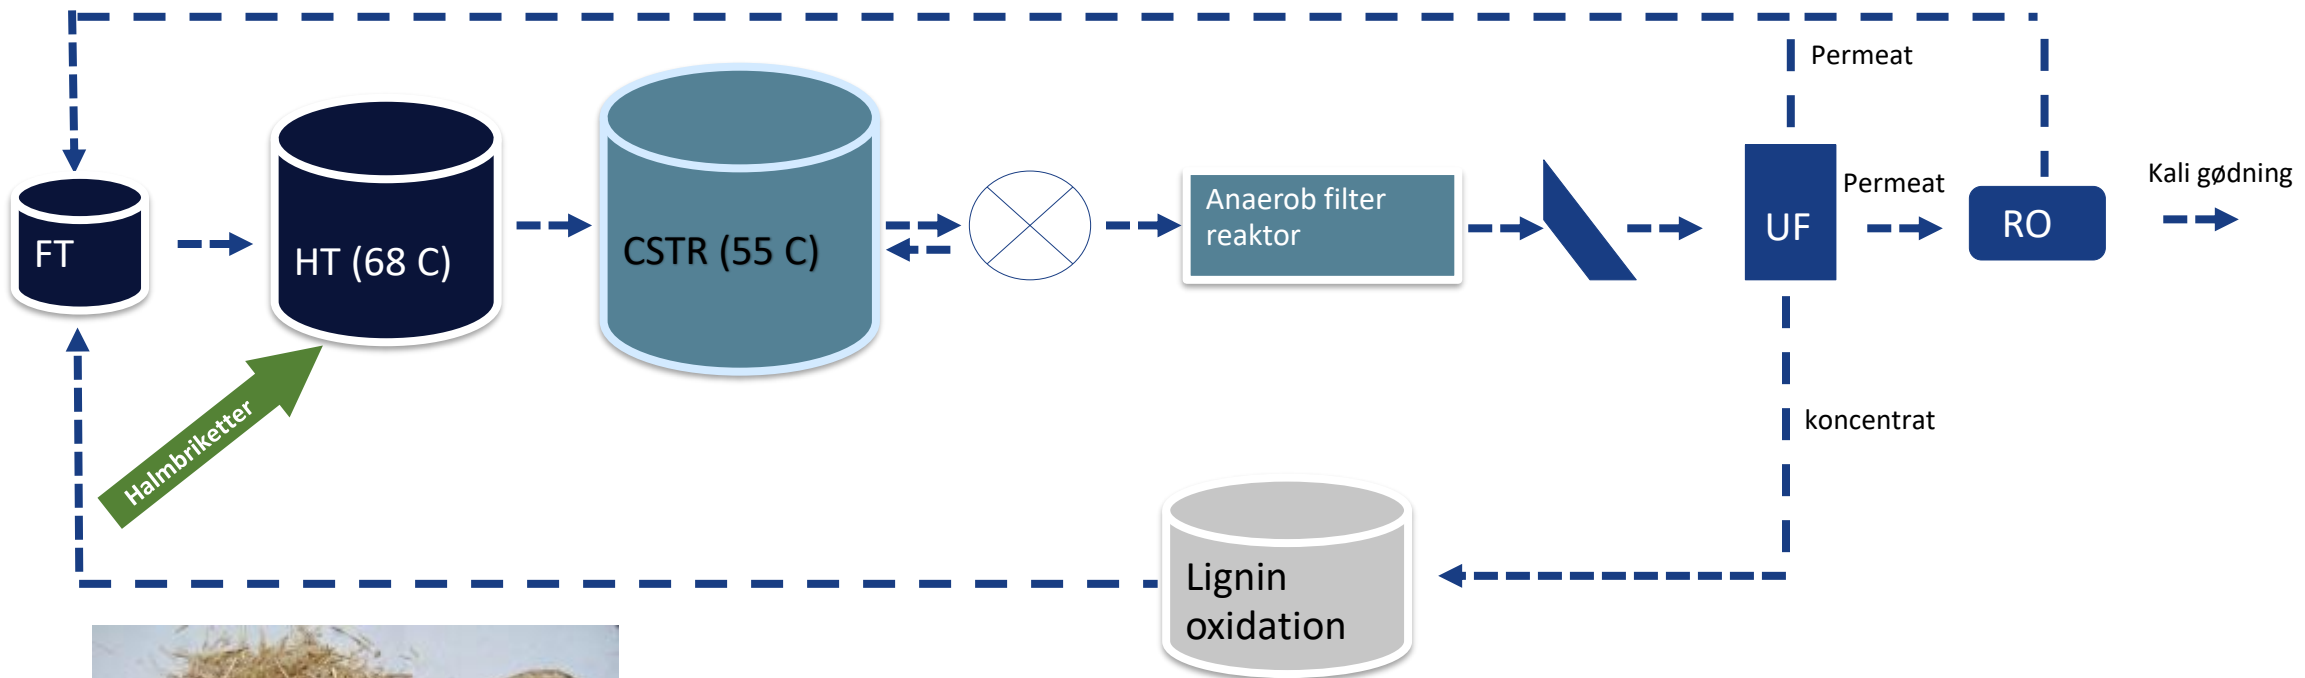 Permeat
FT
HT (68 C)
CSTR (55 C)
Anaerob filter
reaktor
UF
Permeat
RO
Kali gødning
Halmbriketter
koncentrat
Lignin
oxidation